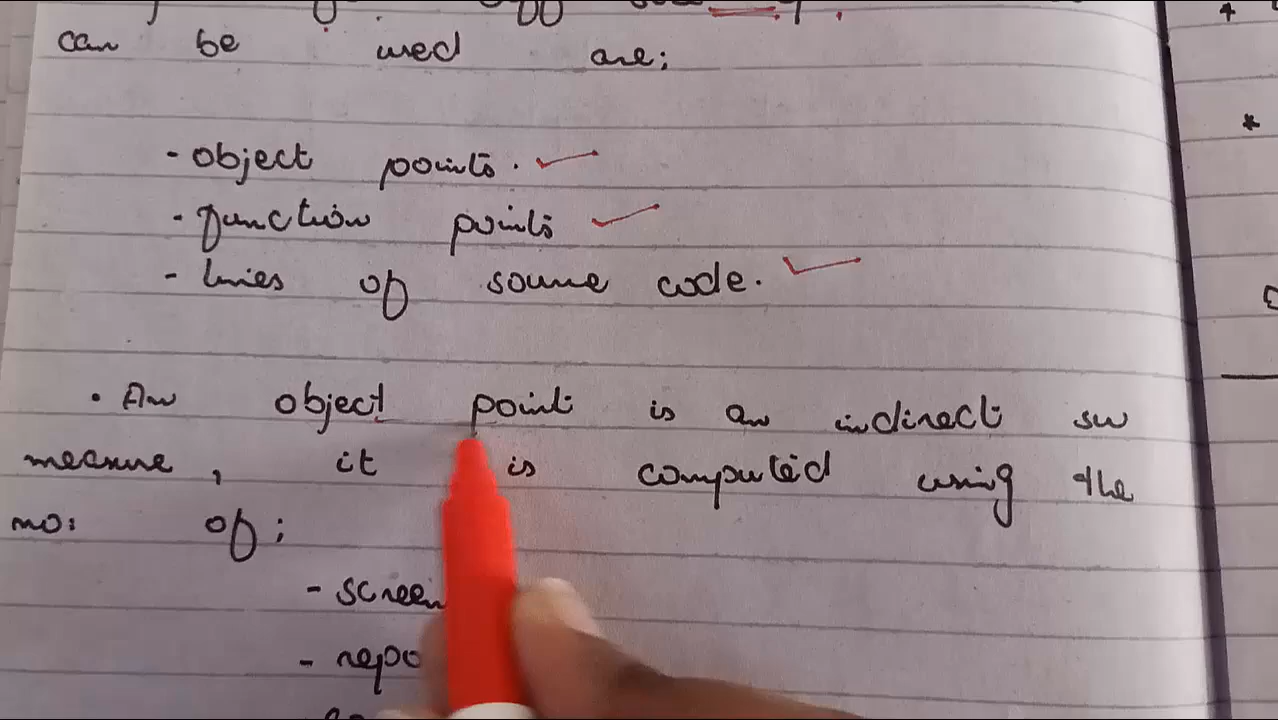 can be used are:
- object points.
- function points
- lines of source code.
• An object point is an indirect sw
measure, it is computed using the
no: of;
- screen
- repo